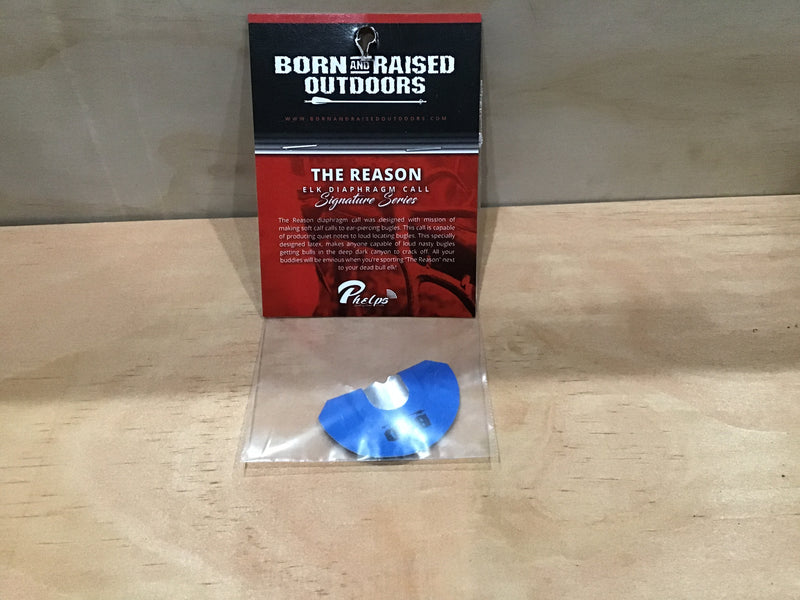 BORN AND RAISED
OUTDOORS
WWW.BORNANDRAISEDOUTDOORS.COM
THE REASON
ELK DIAPHRAGM CALL
Signature Series
The Reason diaphragm call was designed with mission of
making soft calf calls to ear-piercing bugles. This call is capable
of producing quiet notes to loud locating bugles. This specially
designed latex, makes anyone capable of loud nasty bugles
getting bulls in the deep dark canyon to crack off. All your
buddies will be envious when you're sporting "The Reason" next
to your dead bull elk!
Phelps